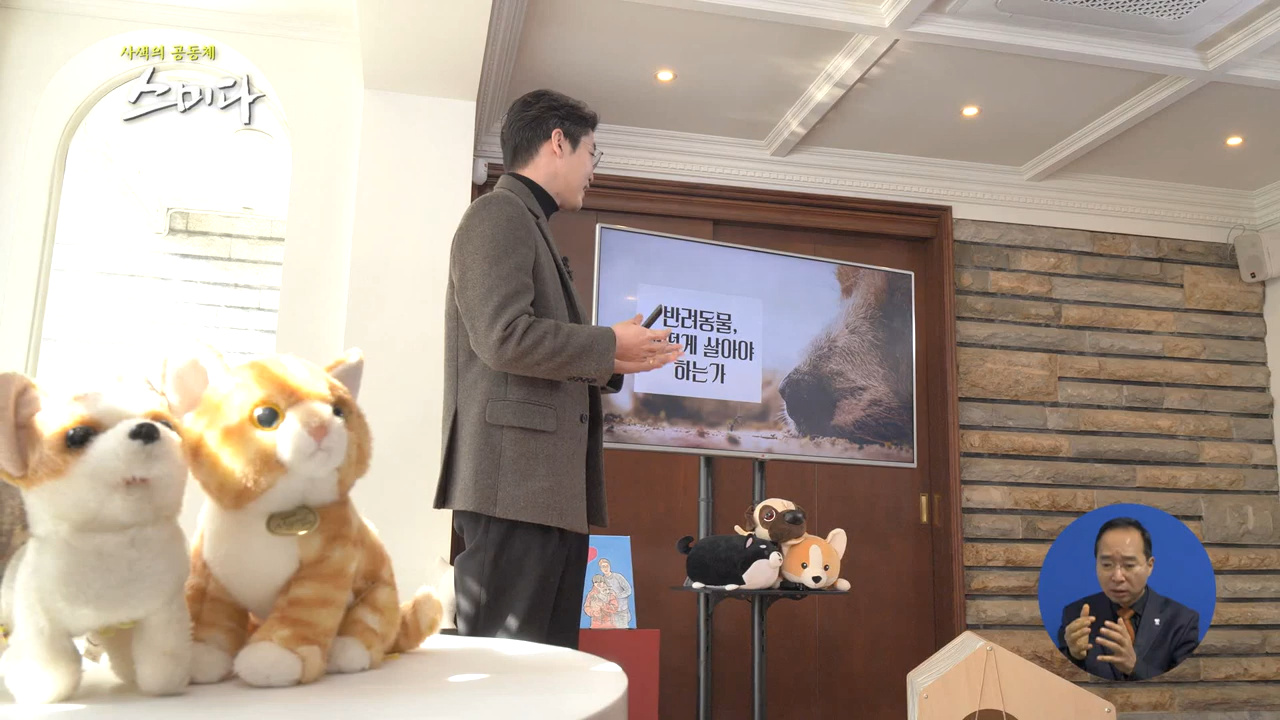 사색의 공동체
스미다
반려동물,
살아야
하는가